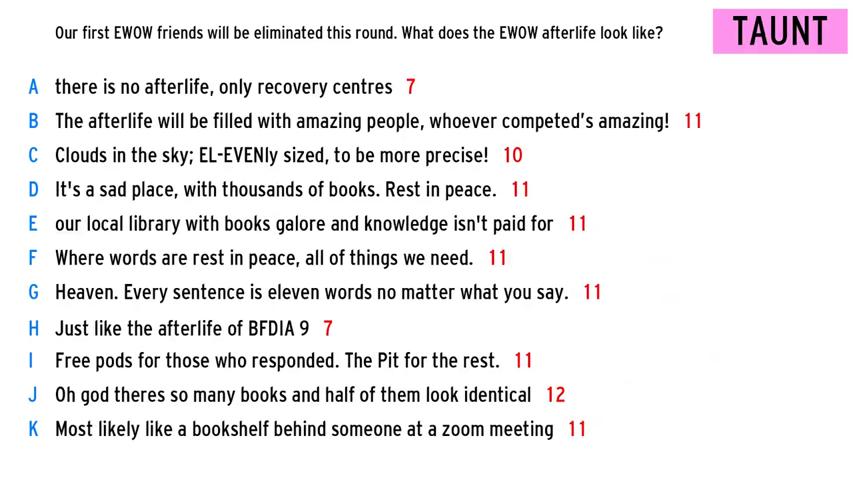 Our first EWOW friends will be eliminated this round. What does the EWOW afterlife look like?
TAUNT
A there is no afterlife, only recovery centres 7
B The afterlife will be filled with amazing people, whoever competed's amazing! 11
C Clouds in the sky; EL-EVENly sized, to be more precise! 10
D It's a sad place, with thousands of books. Rest in peace. 11
E our local library with books galore and knowledge isn't paid for 11
F Where words are rest in peace, all of things we need. 11
G Heaven. Every sentence is eleven words no matter what you say. 11
H Just like the afterlife of BFDIA 9 7
I Free pods for those who responded. The Pit for the rest. 11
J Oh god theres so many books and half of them look identical 12
K Most likely like a bookshelf behind someone at a zoom meeting 11